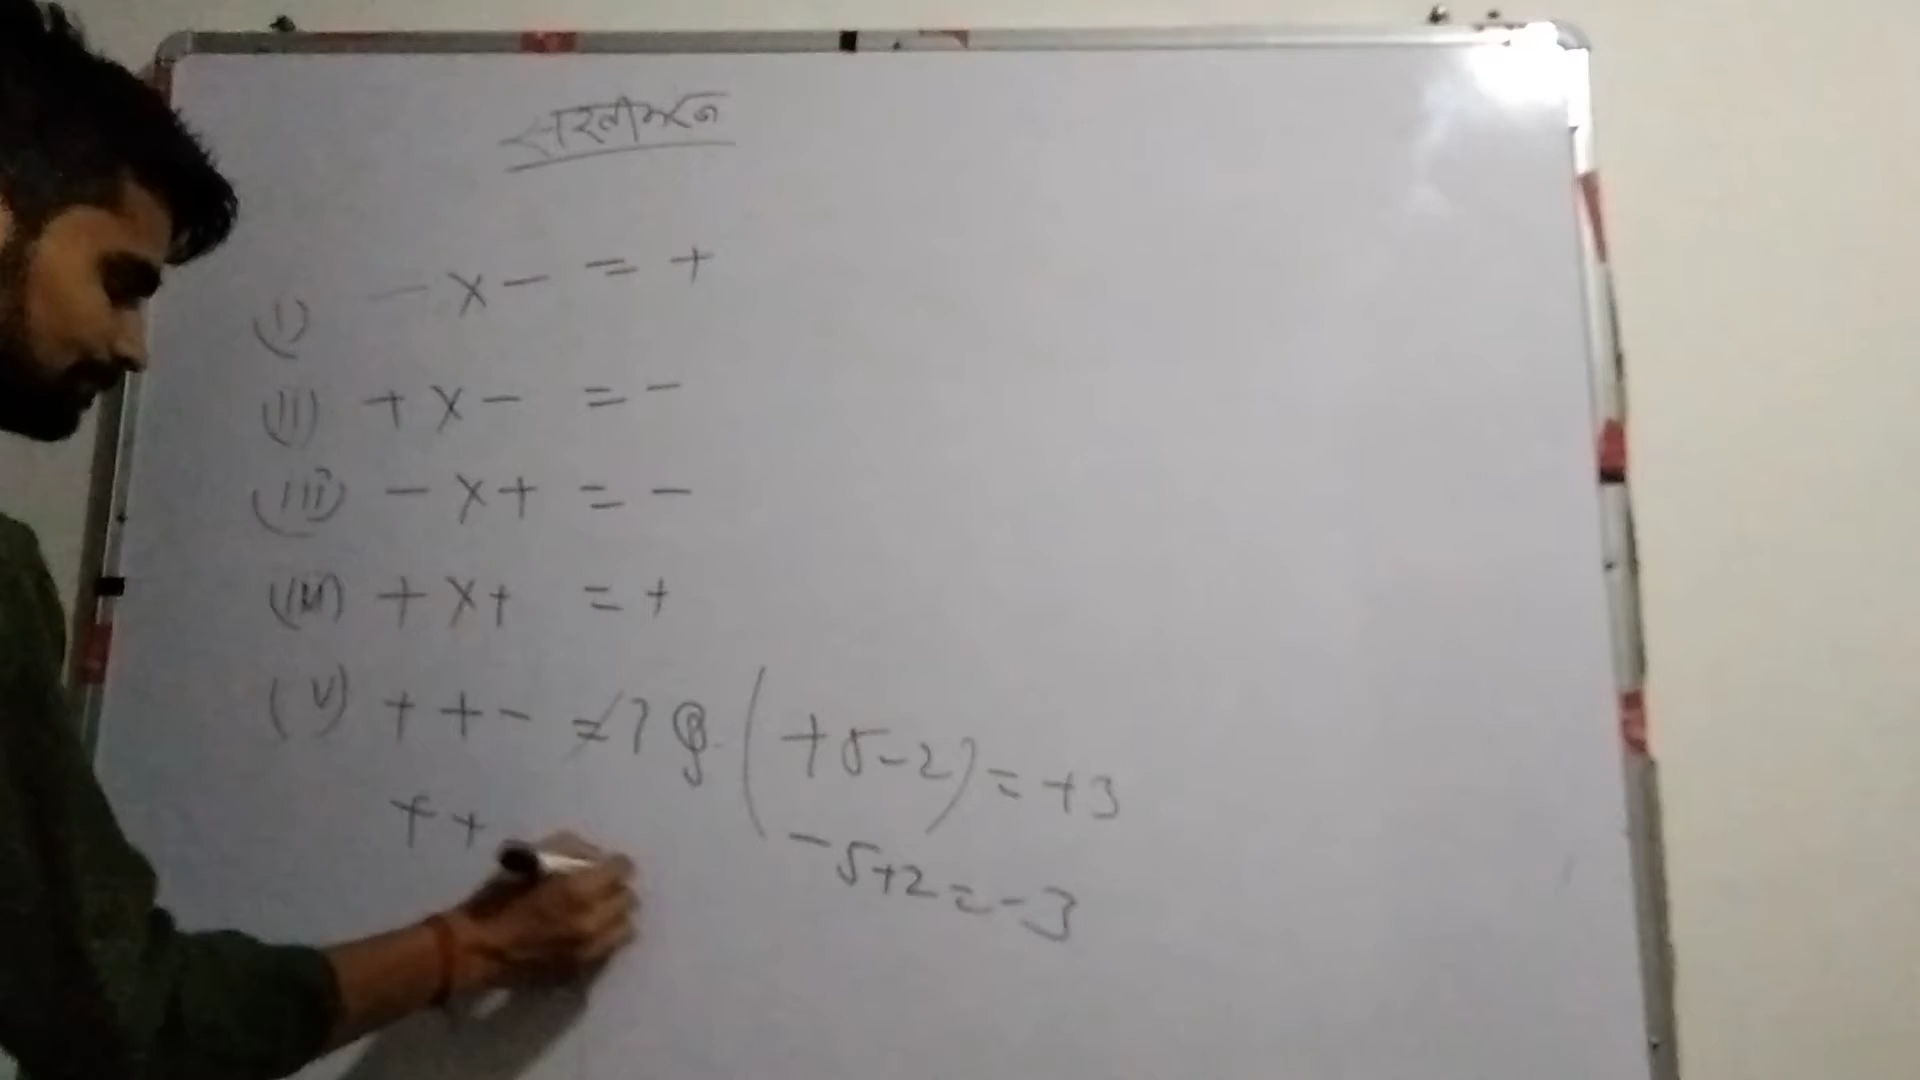 सरलीकरण
(i) - x - = +
(ii) + x - = -
(iii) - x + = -
(iv) + x + = +
(v) + + - = ? (+5-2) = +3
-5+2 = -3
+ +